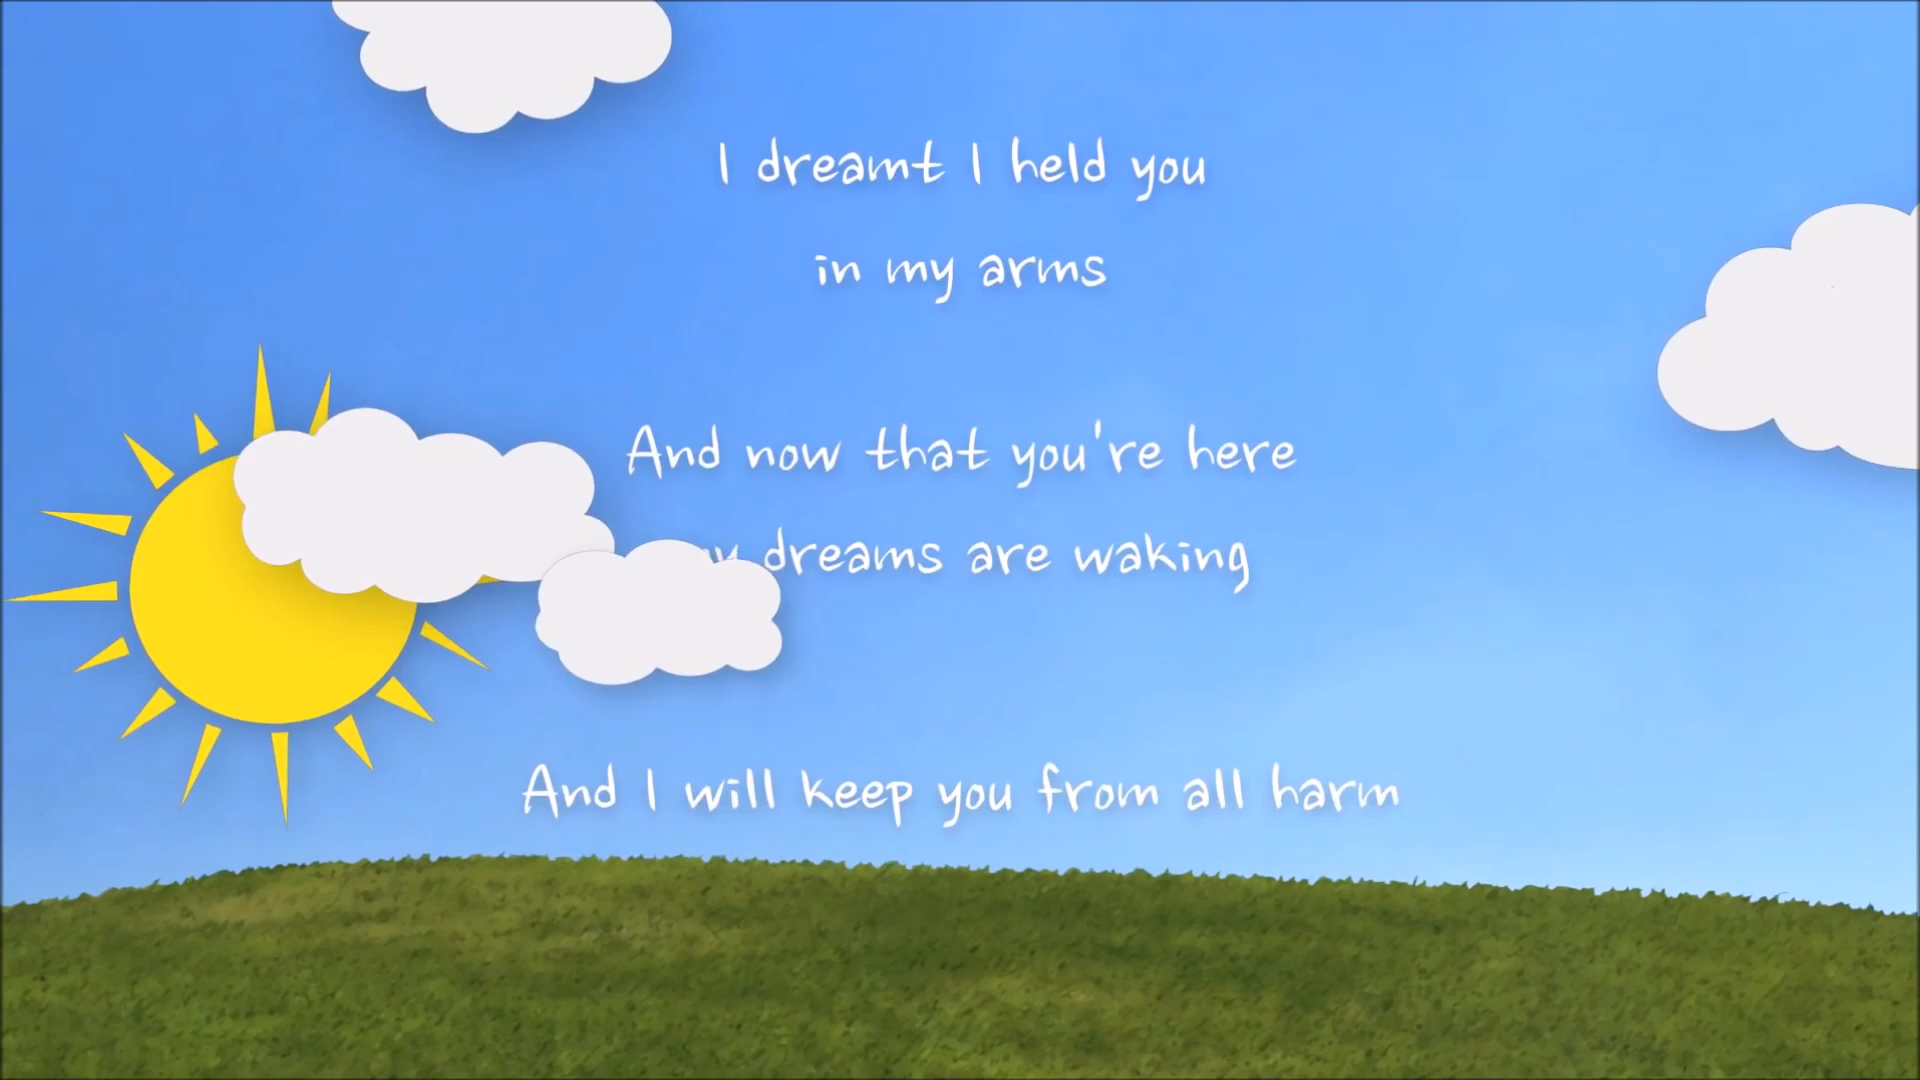 I dreamt I held you
in my arms
And now that you're here
dreams are waking
And I will keep you from all harm